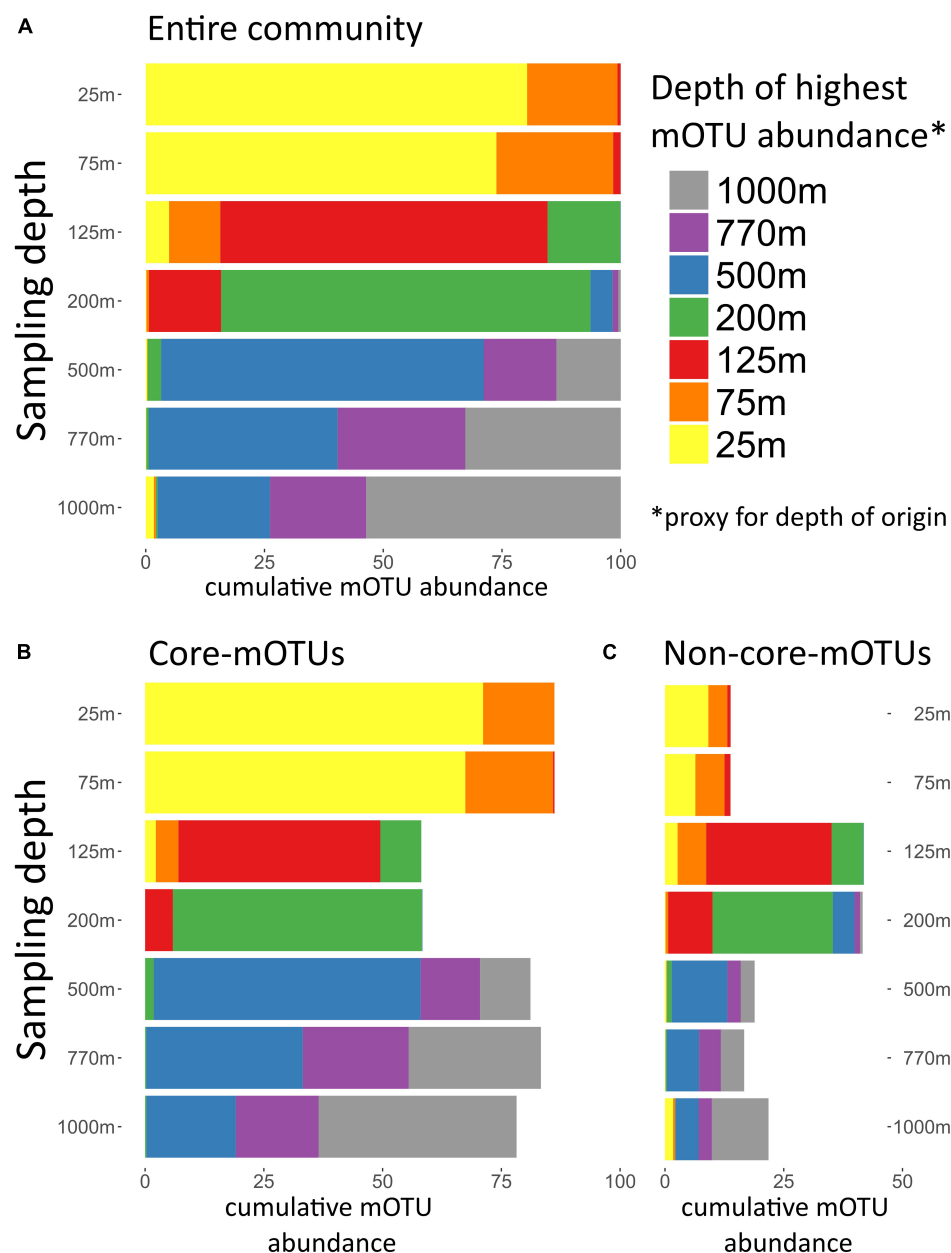 A
Entire community
25m
75m
125m
200m
500m
770m
1000m
Sampling depth
0 25 50 75 100
cumulative mOTU abundance
Depth of highest
mOTU abundance*
1000m
770m
500m
200m
125m
75m
25m
*proxy for depth of origin
B
Core-mOTUs
25m
75m
125m
200m
500m
770m
1000m
Sampling depth
0 25 50 75 100
cumulative mOTU
abundance
C
Non-core-mOTUs
25m
75m
125m
200m
500m
770m
1000m
0 25 50
cumulative mOTU
abundance